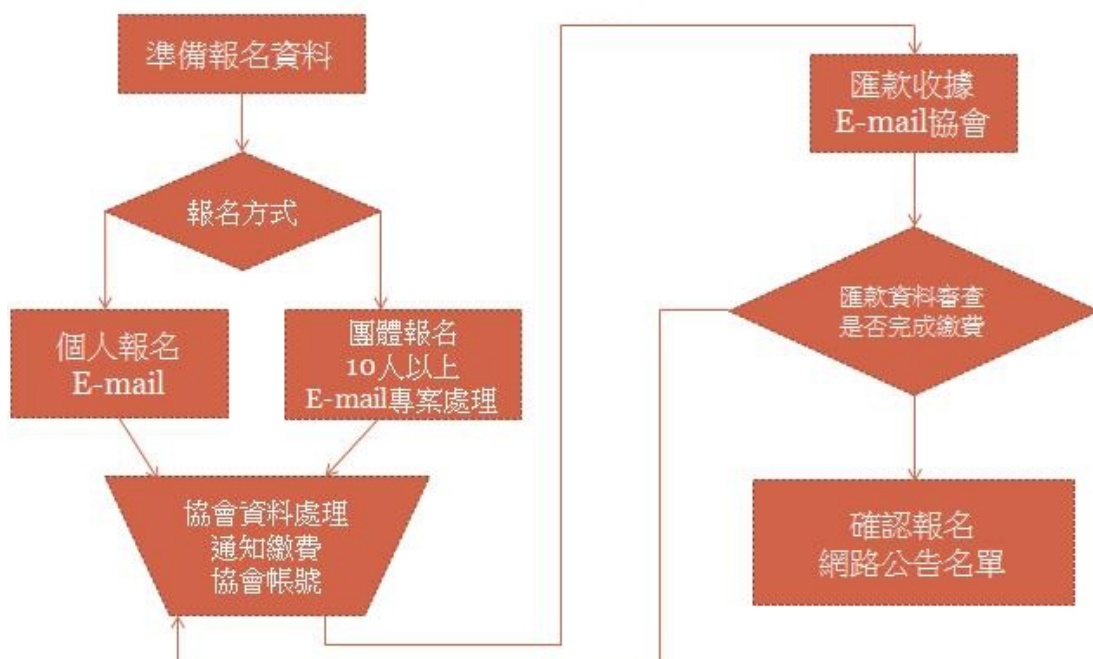 準備報名資料
報名方式
個人報名
E-mail
團體報名
10人以上
E-mail專案處理
協會資料處理
通知繳費
協會帳號
匯款收據
E-mail協會
匯款資料審查
是否完成繳費
確認報名
網路公告名單